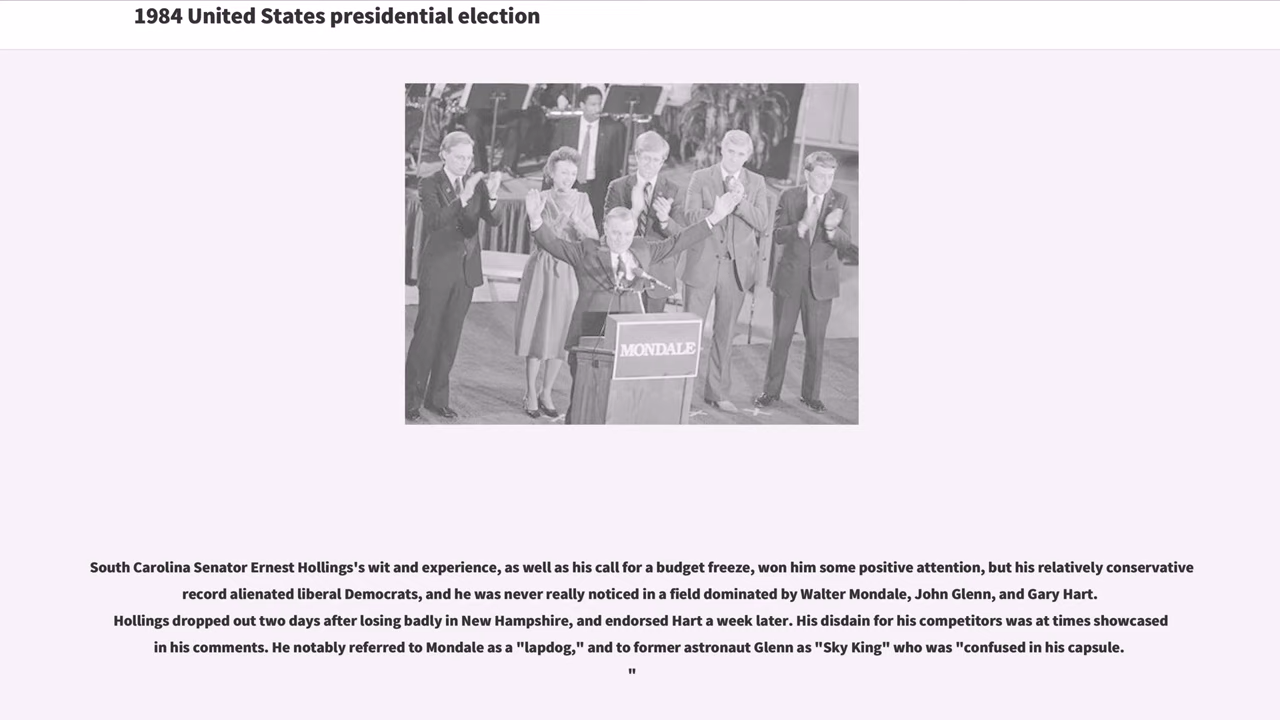 1984 United States presidential election
MONDALE
South Carolina Senator Ernest Hollings's wit and experience, as well as his call for a budget freeze, won him some positive attention, but his relatively conservative
record alienated liberal Democrats, and he was never really noticed in a field dominated by Walter Mondale, John Glenn, and Gary Hart.
Hollings dropped out two days after losing badly in New Hampshire, and endorsed Hart a week later. His disdain for his competitors was at times showcased
in his comments. He notably referred to Mondale as a "lapdog," and to former astronaut Glenn as "Sky King" who was "confused in his capsule.
"